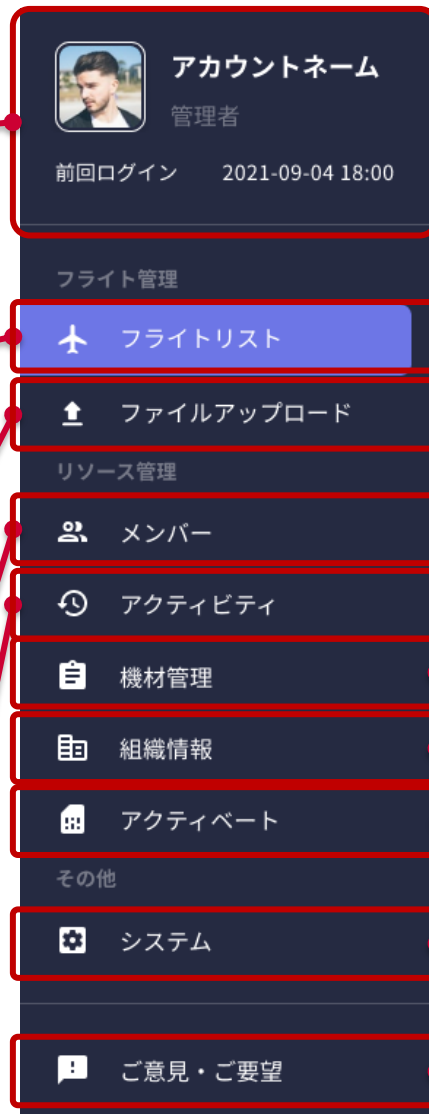 アカウントネーム
管理者
前回ログイン 2021-09-04 18:00
フライト管理
フライトリスト
ファイルアップロード
リソース管理
メンバー
アクティビティ
機材管理
組織情報
アクティベート
その他
システム
ご意見・ご要望